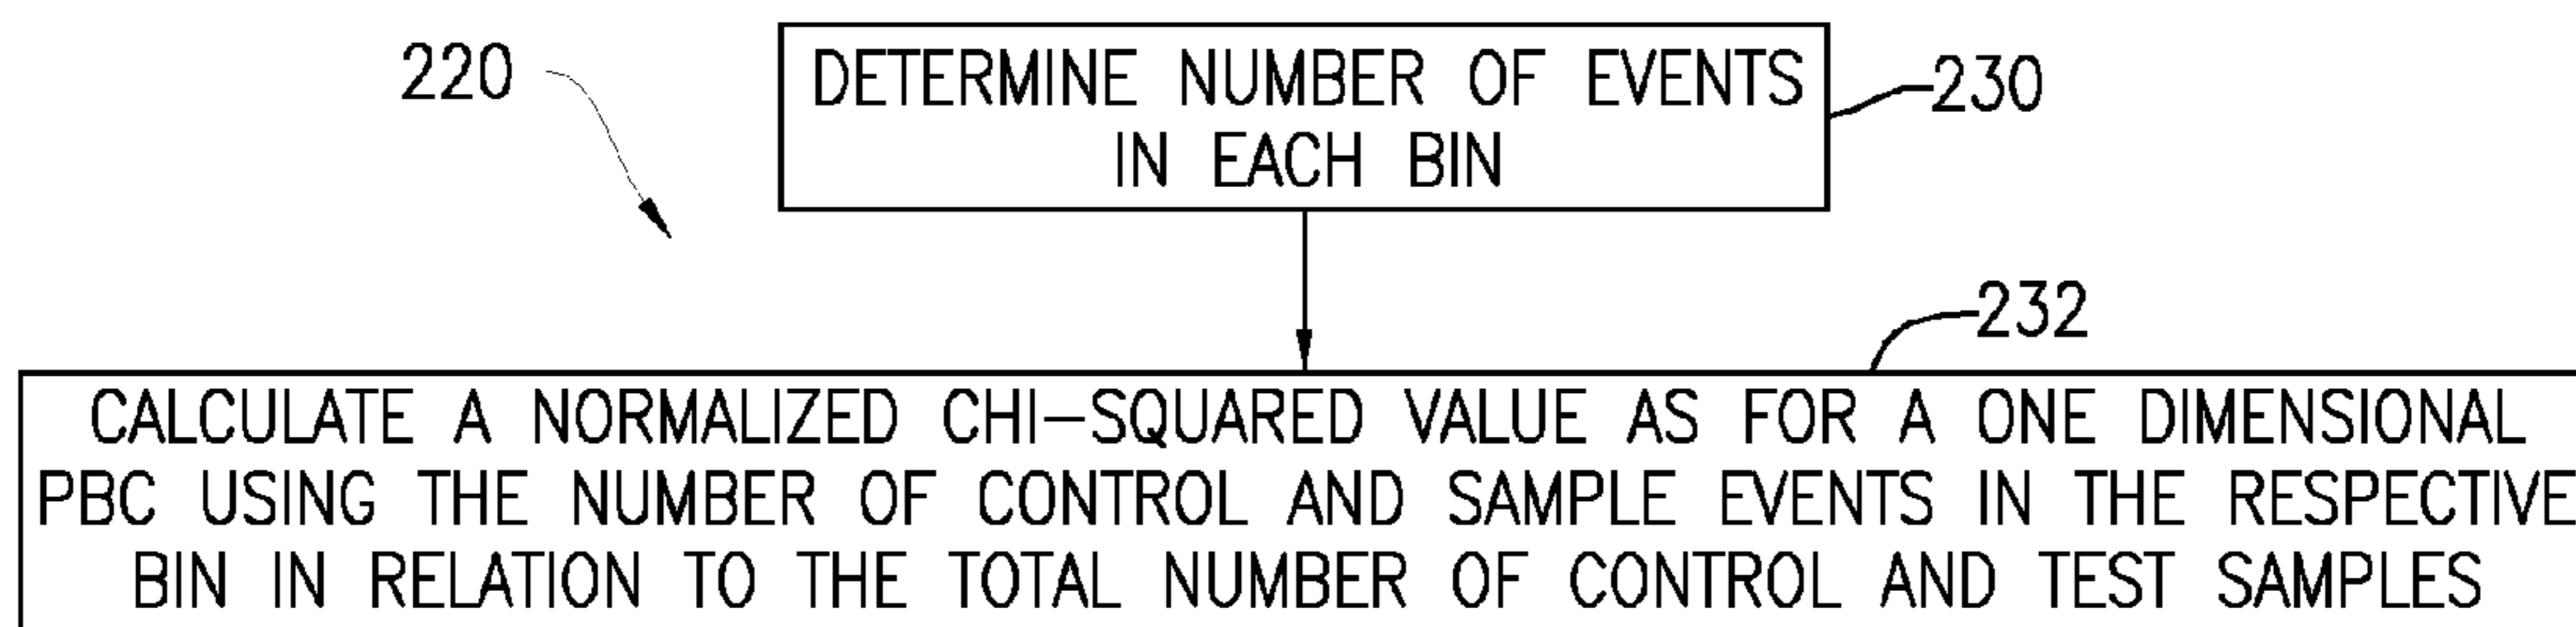 220
DETERMINE NUMBER OF EVENTS
IN EACH BIN
230
232
CALCULATE A NORMALIZED CHI-SQUARED VALUE AS FOR A ONE DIMENSIONAL
PBC USING THE NUMBER OF CONTROL AND SAMPLE EVENTS IN THE RESPECTIVE
BIN IN RELATION TO THE TOTAL NUMBER OF CONTROL AND TEST SAMPLES